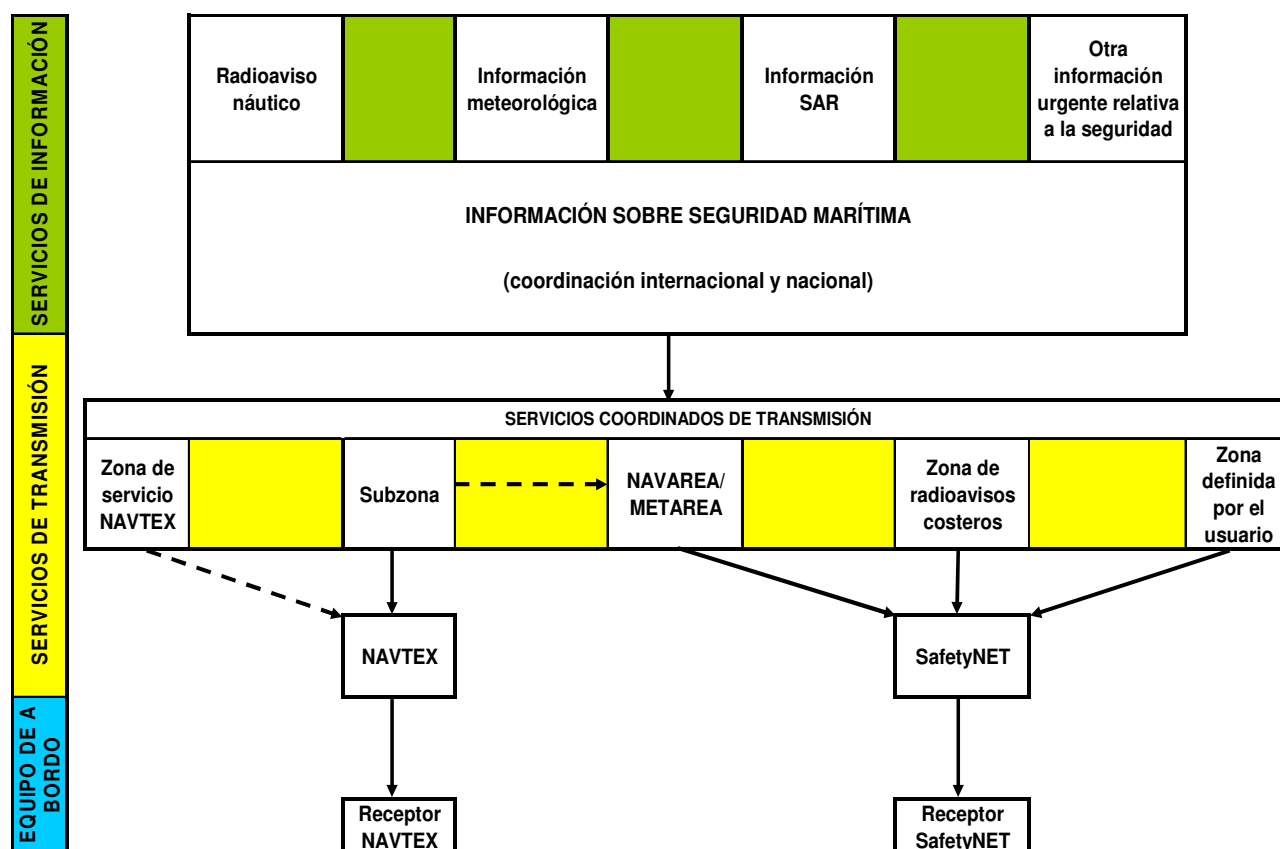 SERVICIOS DE INFORMACIÓN
Radioaviso
náutico
Información
meteorológica
Información
SAR
Otra
información
urgente relativa
a la seguridad
INFORMACIÓN SOBRE SEGURIDAD MARÍTIMA
(coordinación internacional y nacional)
SERVICIOS DE TRANSMISIÓN
SERVICIOS COORDINADOS DE TRANSMISIÓN
Zona de
servicio
NAVTEX
Subzona
NAVAREA/
METAREA
Zona de
radioavisos
costeros
Zona
definida
por el
usuario
NAVTEX
SafetyNET
EQUIPO DE A
BORDO
Receptor
NAVTEX
Receptor
SafetyNET